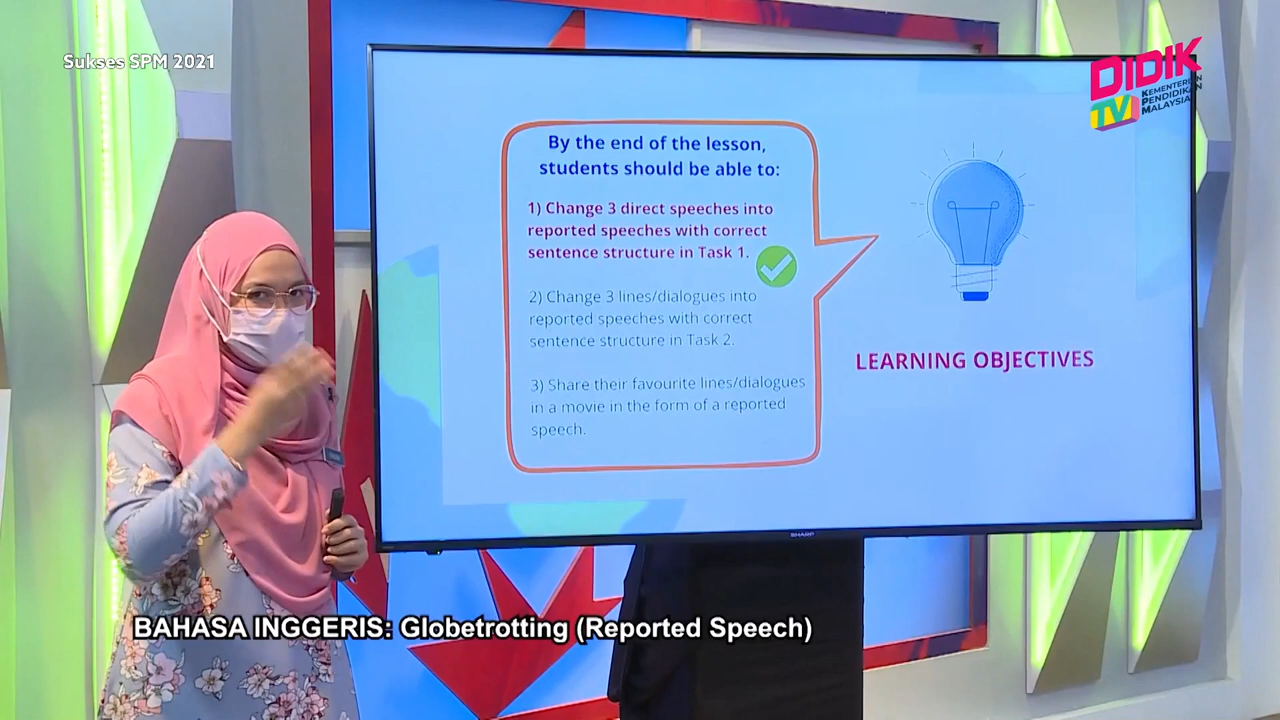 Sukses SPM 2021
DIDIK
TV
KEMENTERIAN
PENDIDIKAN
MALAYSIA
By the end of the lesson,
students should be able to:
1) Change 3 direct speeches into
reported speeches with correct
sentence structure in Task 1.
2) Change 3 lines/dialogues into
reported speeches with correct
sentence structure in Task 2.
3) Share their favourite lines/dialogues
in a movie in the form of a reported
speech.
LEARNING OBJECTIVES
SHARP
BAHASA INGGERIS: Globetrotting (Reported Speech)